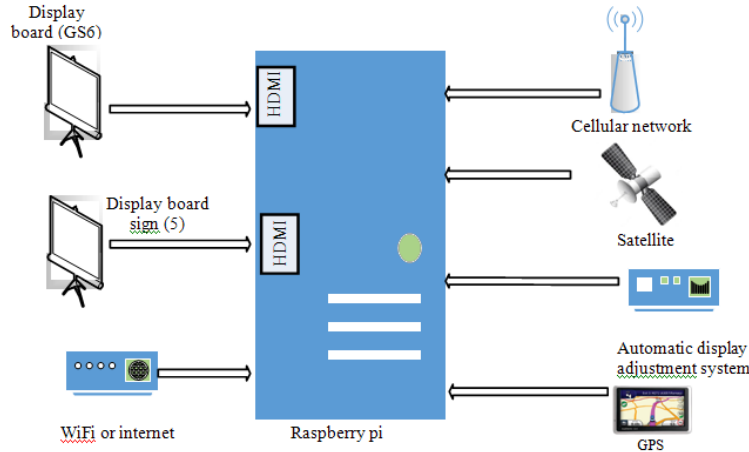 Display
board (GS6)
HDMI
Cellular network
Display board
sign (5)
HDMI
Satellite
Automatic display
adjustment system
WiFi or internet
Raspberry pi
GPS